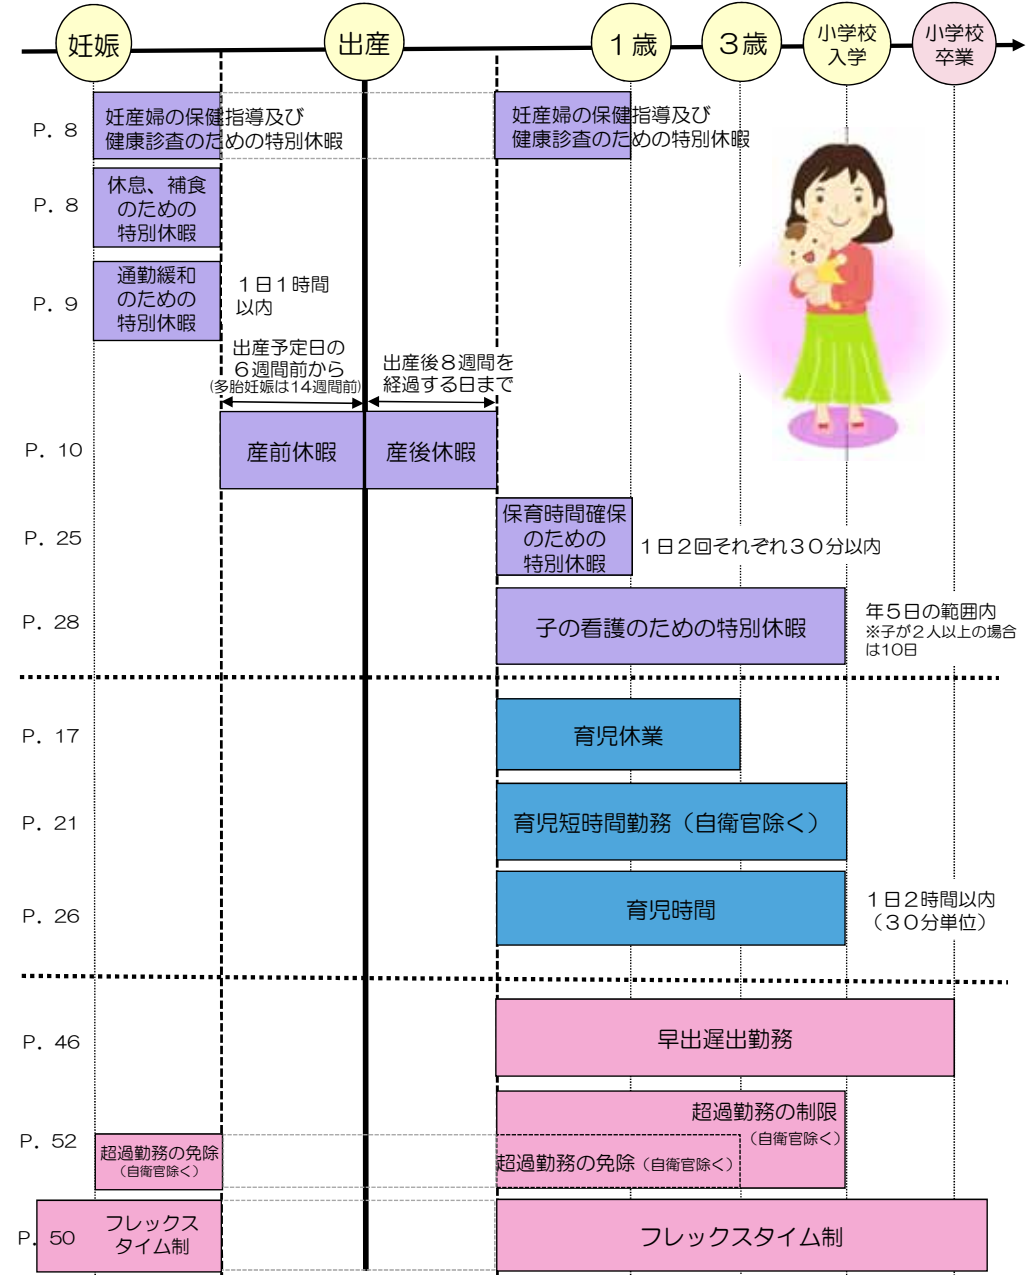 妊娠
出産
1歳
3歳
小学校
入学
小学校
卒業
P. 8
妊産婦の保健指導及び
健康診査のための特別休暇
妊産婦の保健指導及び
健康診査のための特別休暇
P. 8
休息、補食
のための
特別休暇
P. 9
通勤緩和
のための
特別休暇
1日1時間
以内
出産予定日の
6週間前から
(多胎妊娠は14週間前)
出産後8週間を
経過する日まで
P. 10
産前休暇
産後休暇
P. 25
保育時間確保
のための
特別休暇
1日2回それぞれ30分以内
P. 28
子の看護のための特別休暇
年5日の範囲内
※子が2人以上の場合
は10日
P. 17
育児休業
P. 21
育児短時間勤務(自衛官除く)
P. 26
育児時間
1日2時間以内
(30分単位)
P. 46
早出遅出勤務
P. 52
超過勤務の免除
(自衛官除く)
超過勤務の制限
(自衛官除く)
超過勤務の免除(自衛官除く)
P. 50
フレックス
タイム制
フレックスタイム制